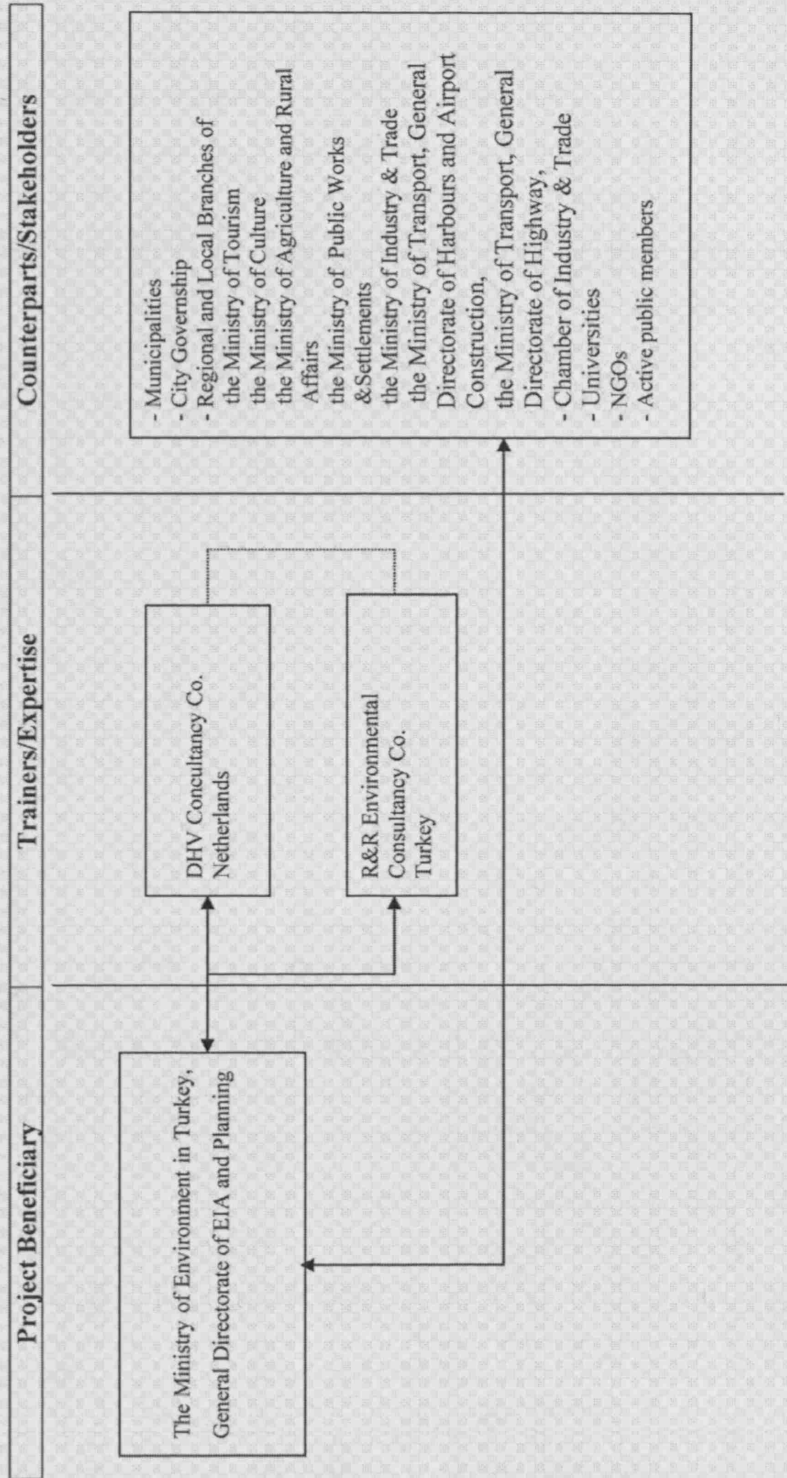 Project Beneficiary
Trainers/Expertise
Counterparts/Stakeholders
The Ministry of Environment in Turkey,
General Directorate of EIA and Planning
DHV Concultancy Co.
Netherlands
R&R Environmental
Consultancy Co.
Turkey
- Municipalities
- City Governship
- Regional and Local Branches of
the Ministry of Tourism
the Ministry of Culture
the Ministry of Agriculture and Rural
Affairs
the Ministry of Public Works
&Settlements
the Ministry of Industry & Trade
the Ministry of Transport, General
Directorate of Harbours and Airport
Construction,
the Ministry of Transport, General
Directorate of Highway,
- Chamber of Industry & Trade
- Universities
- NGOs
- Active public members